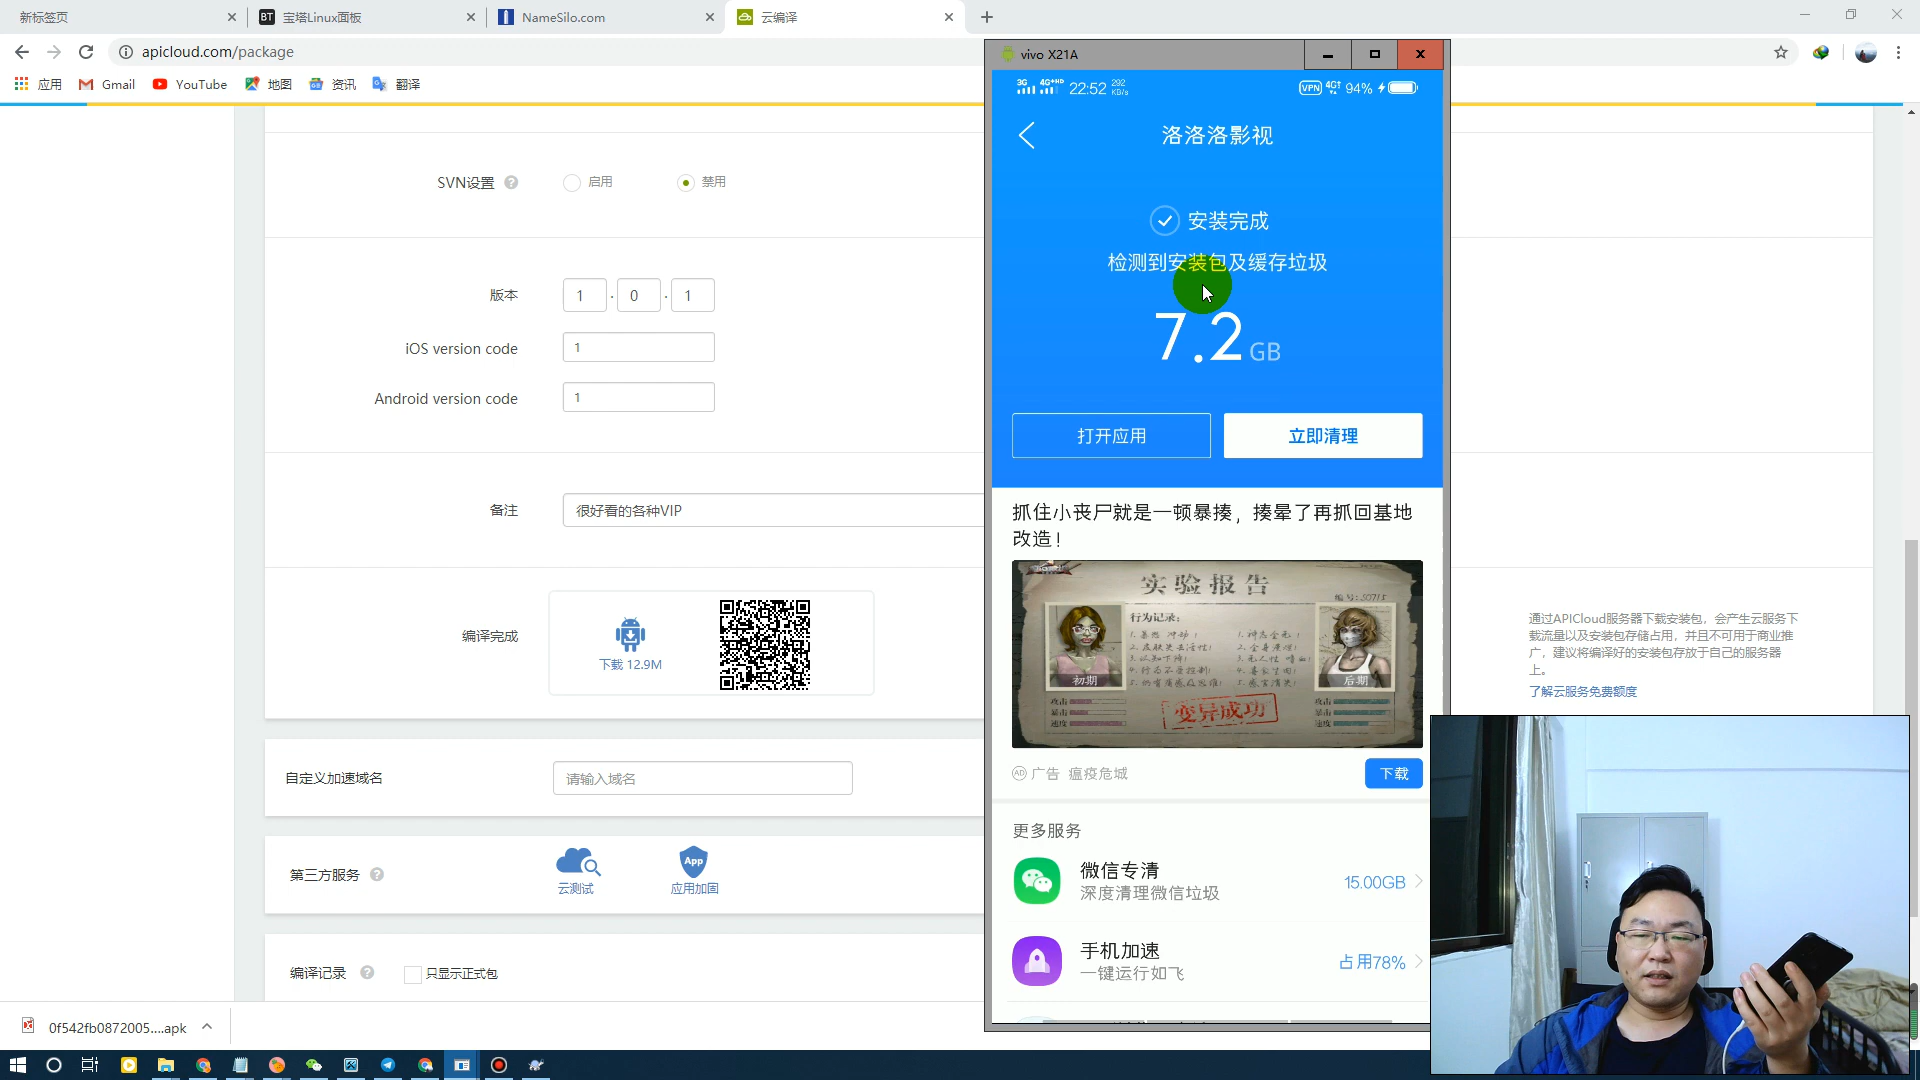 新标签页
BT 宝塔Linux面板
NameSilo.com
云编译
apicloud.com/package
应用
Gmail
YouTube
地图
资讯
翻译
SVN设置
启用
禁用
版本
1 . 0 . 1
iOS version code
1
Android version code
1
备注
很好看的各种VIP
编译完成
下载 12.9M
通过APICloud服务器下载安装包，会产生云服务下
载流量以及安装包存储占用，并且不可用于商业推
广，建议将编译好的安装包存放于自己的服务器
上。
了解云服务免费额度
自定义加速域名
请输入域名
第三方服务
云测试
App
应用加固
编译记录
只显示正式包
0f542fb0872005....apk
vivo X21A
3G 4G+HD 22:52 292 KB/s
VPN 4G+ 94%
洛洛洛影视
安装完成
检测到安装包及缓存垃圾
7.2 GB
打开应用
立即清理
抓住小丧尸就是一顿暴揍，揍晕了再抓回基地
改造！
实验报告
行为记录：
初期
后期
变异成功
广告 瘟疫危城
下载
更多服务
微信专清
深度清理微信垃圾
15.00GB
手机加速
一键运行如飞
占用78%